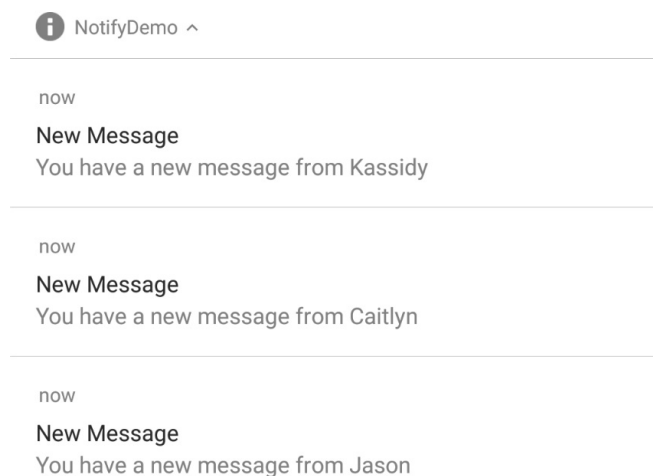 NotifyDemo
now
New Message
You have a new message from Kassidy
now
New Message
You have a new message from Caitlyn
now
New Message
You have a new message from Jason